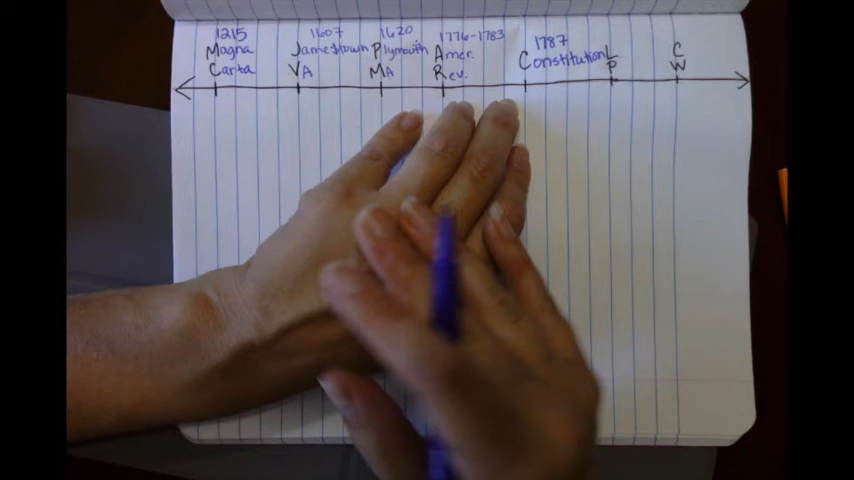 1215
Magna
Carta
1607
Jamestown
VA
1620
Plymouth
MA
1776-1783
Amer.
Rev.
1787
Constitution
L
P
C
W